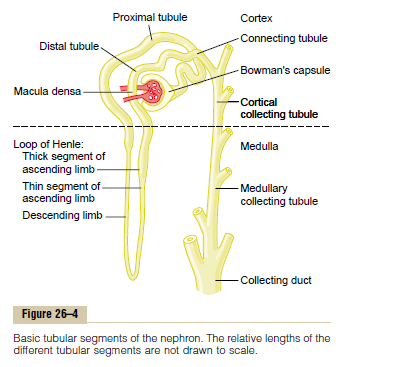 Proximal tubule
Cortex
Distal tubule
Connecting tubule
Bowman's capsule
Macula densa
Cortical
collecting tubule
Loop of Henle:
Thick segment of
ascending limb
Thin segment of
ascending limb
Descending limb
Medulla
Medullary
collecting tubule
Collecting duct
Figure 26–4
Basic tubular segments of the nephron. The relative lengths of the
different tubular segments are not drawn to scale.